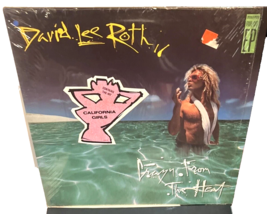 David Lee Roth
EP
CALIFORNIA
GIRLS
Crazy From
The Heat